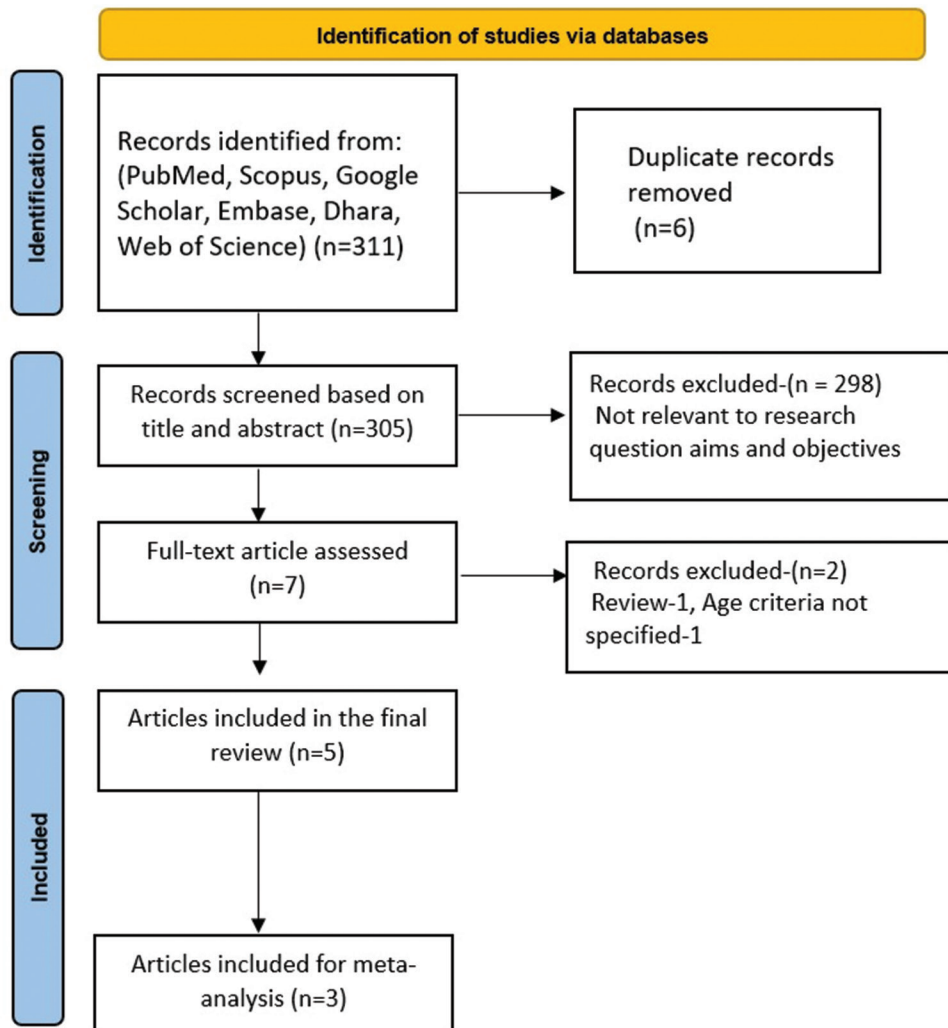 Identification of studies via databases
Identification
Records identified from:
(PubMed, Scopus, Google
Scholar, Embase, Dhara,
Web of Science) (n=311)
Duplicate records
removed
(n=6)
Screening
Records screened based on
title and abstract (n=305)
Records excluded-(n = 298)
Not relevant to research
question aims and objectives
Full-text article assessed
(n=7)
Records excluded-(n=2)
Review-1, Age criteria not
specified-1
Included
Articles included in the final
review (n=5)
Articles included for meta-
analysis (n=3)